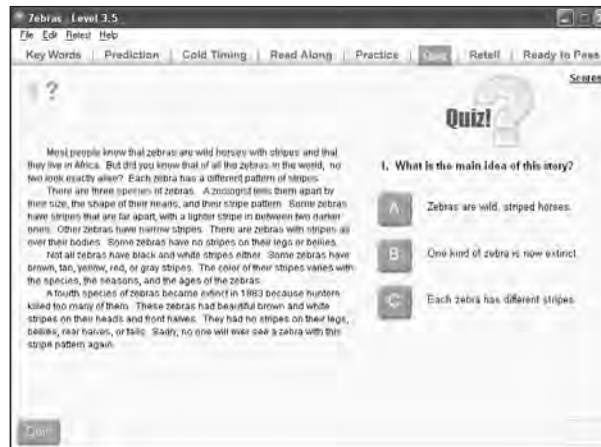 Zebras Level 3.5
File Edit Retest Help
Key Words | Prediction | Cold Timing | Read Along | Practice | Quiz | Retell | Ready to Pass
Scores
?
Quiz!
Most people know that zebras are wild horses with stripes and that
they live in Africa. But did you know that of all the zebras in the world, no
two look exactly alike? Each zebra has a different pattern of stripes.
There are three species of zebras. A zoologist tells them apart by
their size, the shape of their heads, and their stripe pattern. Some zebras
have stripes that are far apart, with a lighter stripe in between two darker
ones. Other zebras have narrow stripes. There are zebras with stripes all
over their bodies. Some zebras have no stripes on their legs or bellies.
Not all zebras have black and white stripes either. Some zebras have
brown, tan, yellow, red, or gray stripes. The color of their stripes varies with
the species, the seasons, and the ages of the zebras.
A fourth species of zebras became extinct in 1883 because hunters
killed too many of them. These zebras had beautiful brown and white
stripes on their heads and front halves. They had no stripes on their legs,
bellies, rear halves, or tails. Sadly, no one will ever see a zebra with this
stripe pattern again.
1. What is the main idea of this story?
A Zebras are wild, striped horses.
B One kind of zebra is now extinct.
C Each zebra has different stripes.